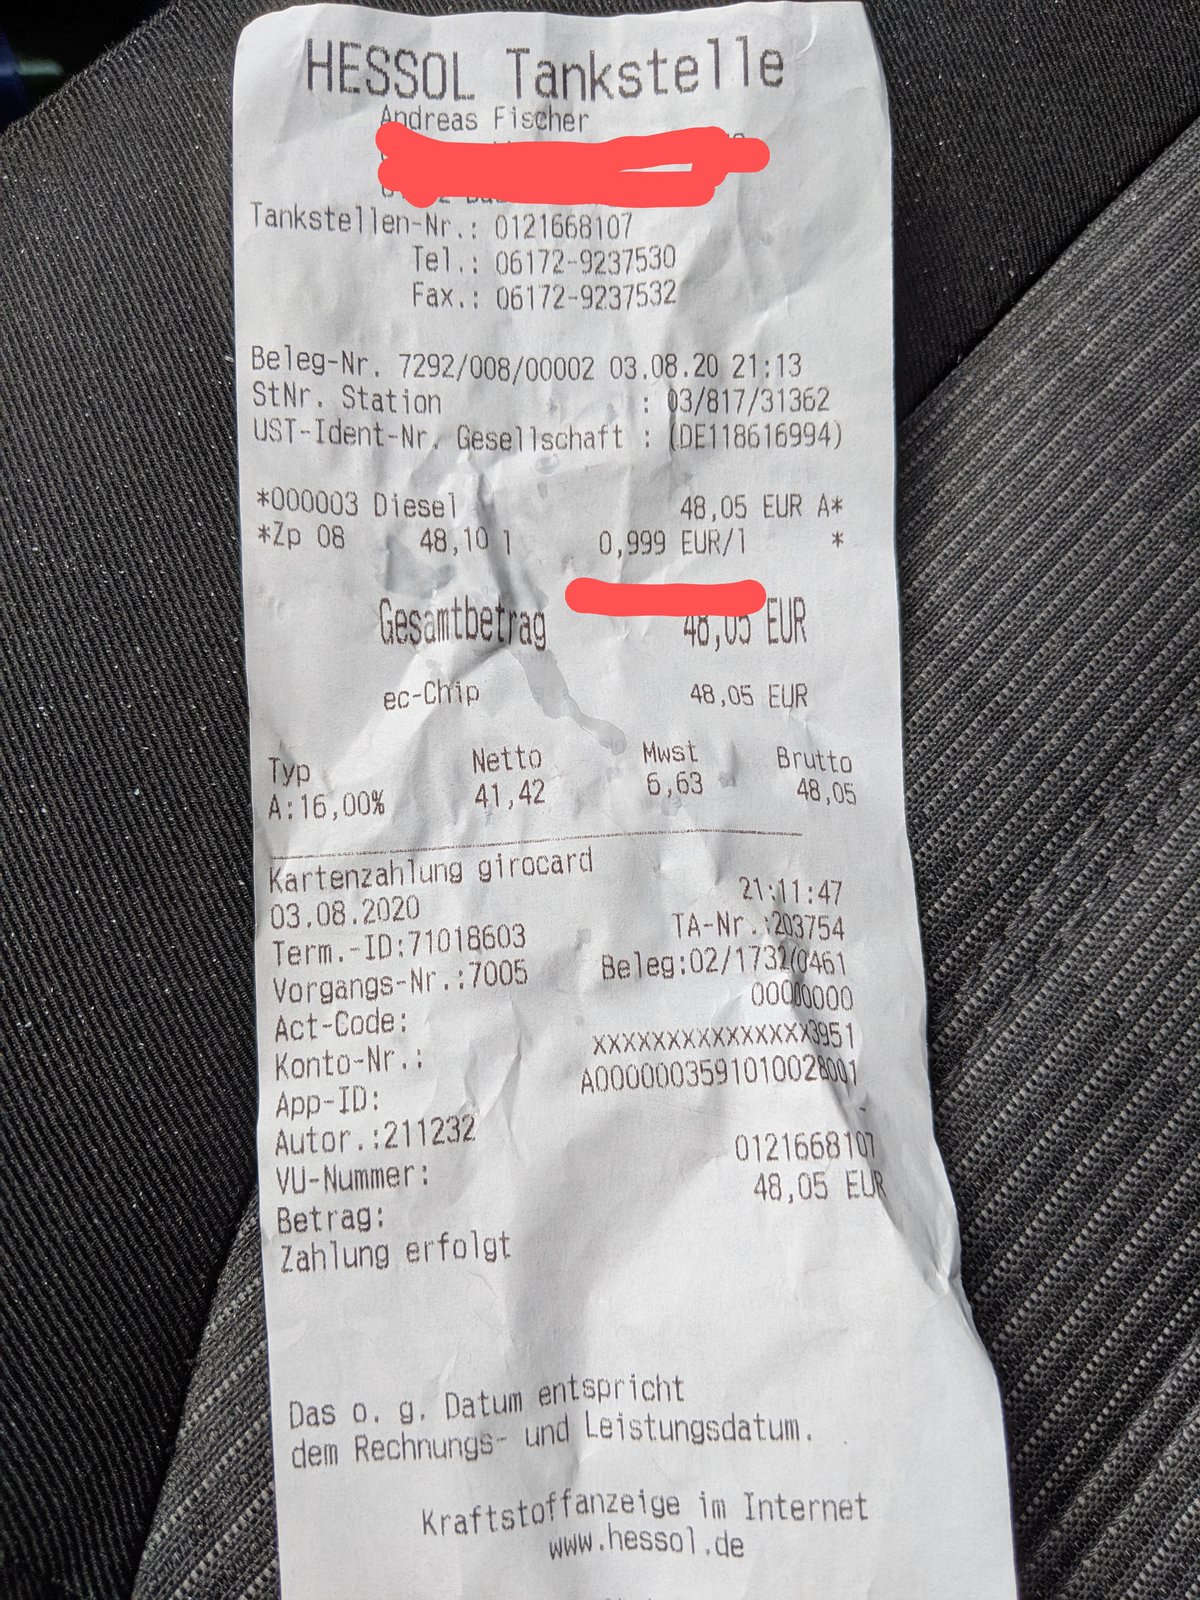 HESSOL Tankstelle
Andreas Fischer
Tankstellen-Nr.: 0121668107
Tel.: 06172-9237530
Fax.: 06172-9237532
Beleg-Nr. 7292/008/00002 03.08.20 21:13
StNr. Station : 03/817/31362
UST-Ident-Nr. Gesellschaft : (DE118616994)
*000003 Diesel 48,05 EUR A*
*Zp 08 48,10 l 0,999 EUR/l *
Gesamtbetrag 48,05 EUR
ec-Chip 48,05 EUR
Typ Netto Mwst Brutto
A:16,00% 41,42 6,63 48,05
Kartenzahlung girocard
03.08.2020 21:11:47
Term.-ID:71018603 TA-Nr.:203754
Vorgangs-Nr.:7005 Beleg:02/1732/0461
Act-Code: 00000000
Konto-Nr.: XXXXXXXXXXXXXXX3951
App-ID: A0000003591010028001
Autor.:211232
VU-Nummer: 0121668107
Betrag: 48,05 EUR
Zahlung erfolgt
Das o. g. Datum entspricht
dem Rechnungs- und Leistungsdatum.
Kraftstoffanzeige im Internet
www.hessol.de